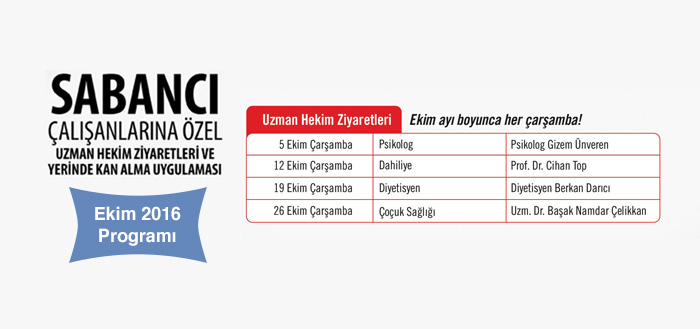 SABANCI
ÇALIŞANLARINA ÖZEL
UZMAN HEKİM ZİYARETLERİ VE
YERİNDE KAN ALMA UYGULAMASI
Ekim 2016
Programı
Uzman Hekim Ziyaretleri Ekim ayı boyunca her çarşamba!
5 Ekim Çarşamba Psikolog Psikolog Gizem Ünveren
12 Ekim Çarşamba Dahiliye Prof. Dr. Cihan Top
19 Ekim Çarşamba Diyetisyen Diyetisyen Berkan Darıcı
26 Ekim Çarşamba Çoçuk Sağlığı Uzm. Dr. Başak Namdar Çelikkan